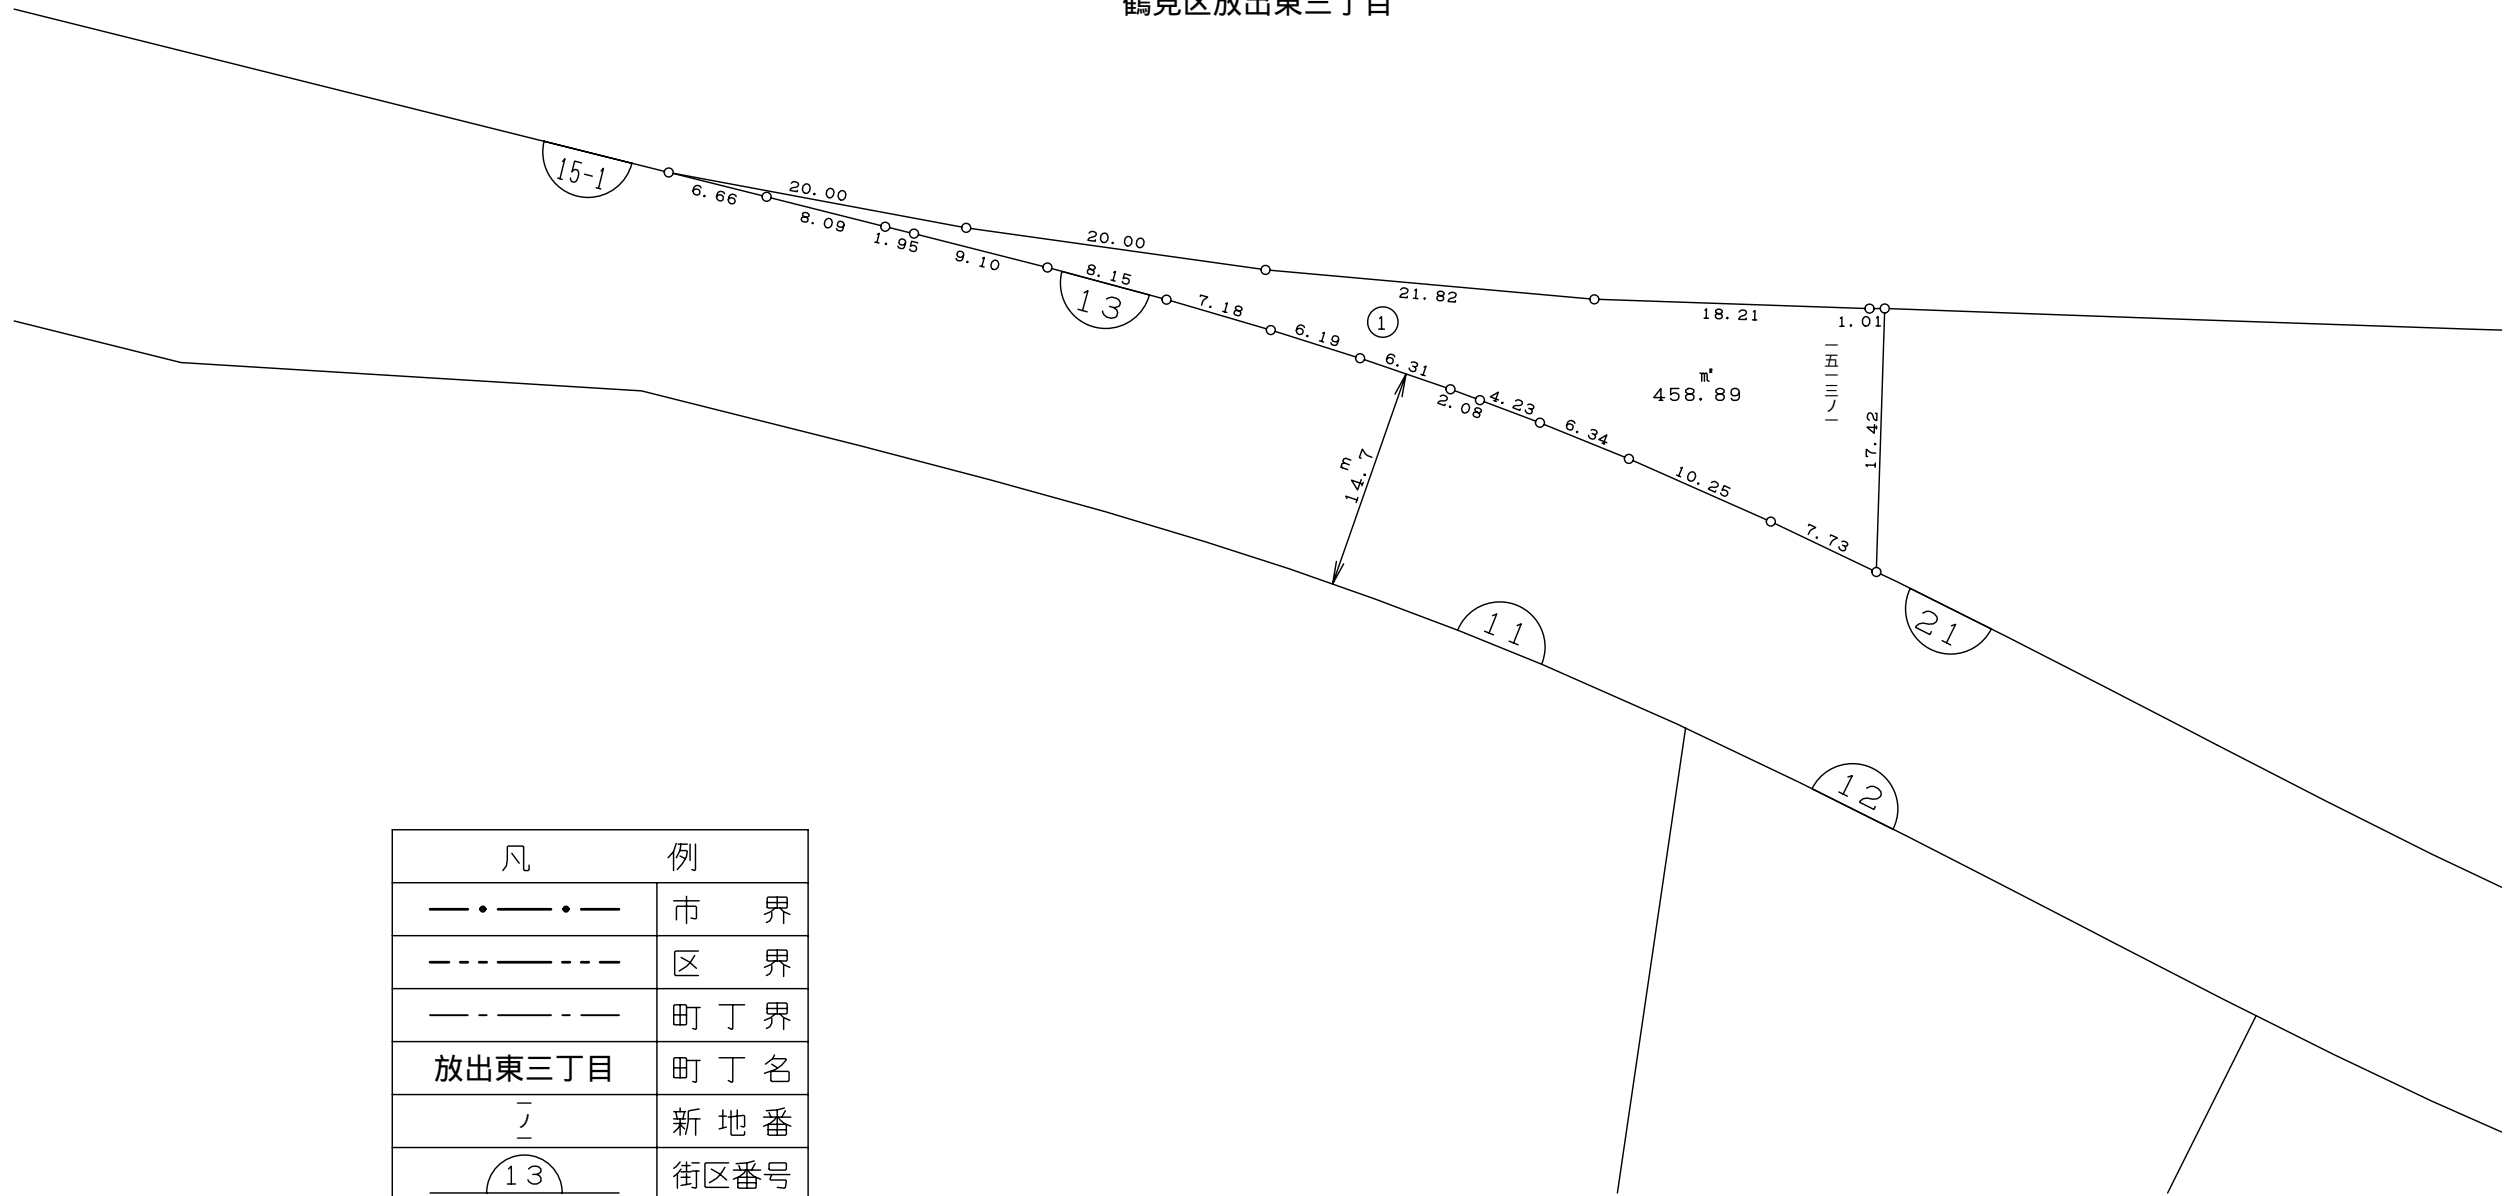 鶴見区放出東三丁目
15-1
6.66
20.00
8.09
1.95
9.10
20.00
8.15
13
7.18
6.19
21.82
1
6.31
2.08
4.23
6.34
18.21
1.01
㎡
458.89
一五一三ノ一
17.42
10.25
7.73
14.7
m
11
21
12
凡 例
市 界
区 界
町 丁 界
放出東三丁目 町 丁 名
一ノ一 新 地 番
13 街区番号